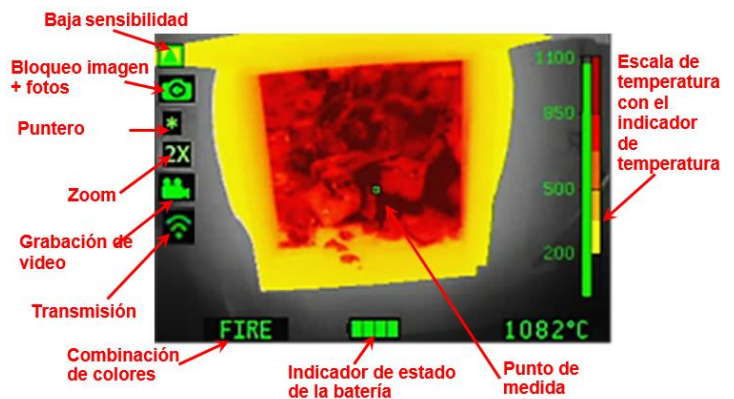 Baja sensibilidad
Bloqueo imagen
+ fotos
Puntero
*
2X
Zoom
Grabación de
video
Transmisión
FIRE
Combinación
de colores
Indicador de estado
de la batería
1082°C
Punto de
medida
1100
850
500
200
Escala de
temperatura
con el
indicador
de
temperatura